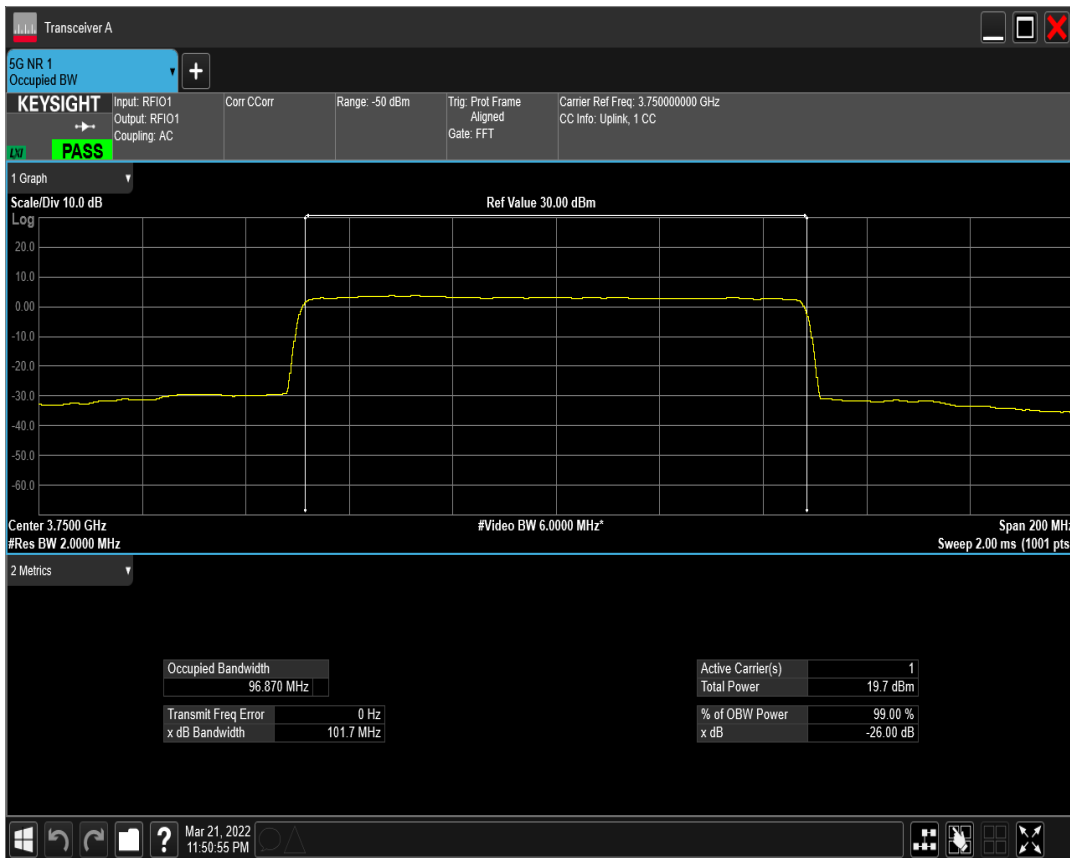 Transceiver A
5G NR 1
Occupied BW
KEYSIGHT
LXI
PASS
Input: RFIO1
Output: RFIO1
Coupling: AC
Corr CCorr
Range: -50 dBm
Trig: Prot Frame
Aligned
Gate: FFT
Carrier Ref Freq: 3.750000000 GHz
CC Info: Uplink, 1 CC
1 Graph
Scale/Div 10.0 dB
Ref Value 30.00 dBm
Log
20.0
10.0
0.00
-10.0
-20.0
-30.0
-40.0
-50.0
-60.0
Center 3.7500 GHz
#Video BW 6.0000 MHz*
Span 200 MHz
#Res BW 2.0000 MHz
Sweep 2.00 ms (1001 pts
2 Metrics
Occupied Bandwidth
96.870 MHz
Transmit Freq Error 0 Hz
x dB Bandwidth 101.7 MHz
Active Carrier(s) 1
Total Power 19.7 dBm
% of OBW Power 99.00 %
x dB -26.00 dB
?
Mar 21, 2022
11:50:55 PM